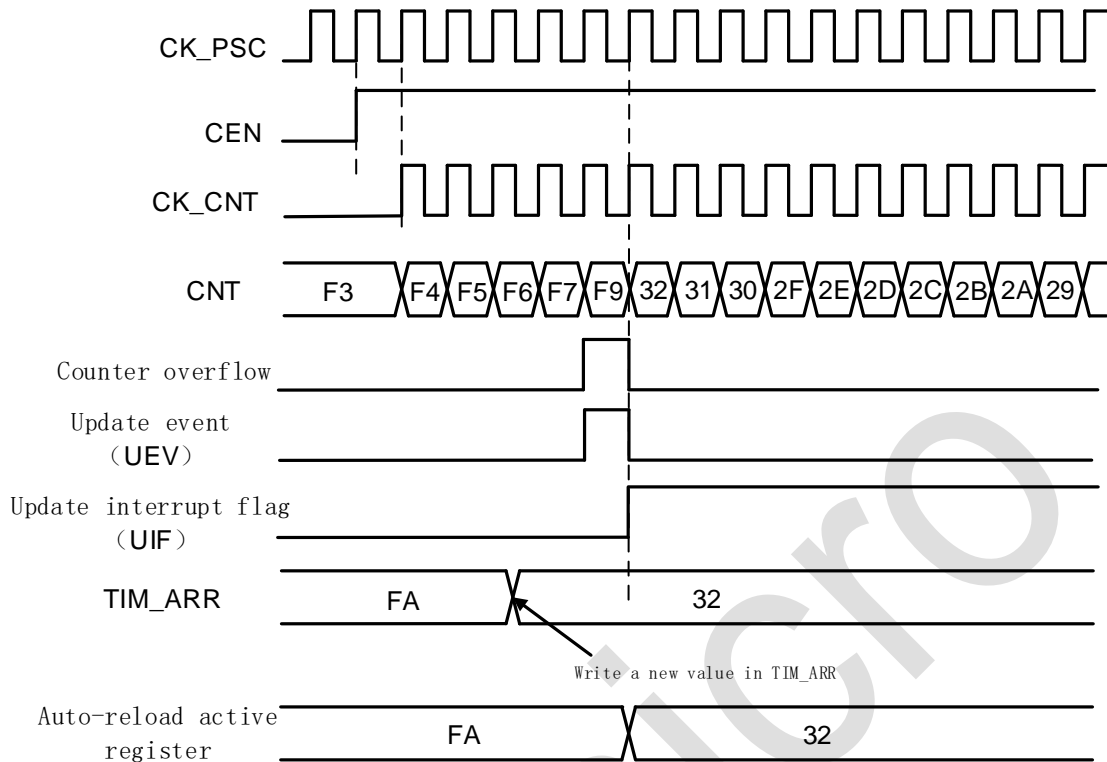 CK_PSC
CEN
CK_CNT
CNT F3 F4 F5 F6 F7 F9 32 31 30 2F 2E 2D 2C 2B 2A 29
Counter overflow
Update event
（UEV）
Update interrupt flag
（UIF）
TIM_ARR FA 32
Write a new value in TIM_ARR
Auto-reload active
register
FA 32
icro